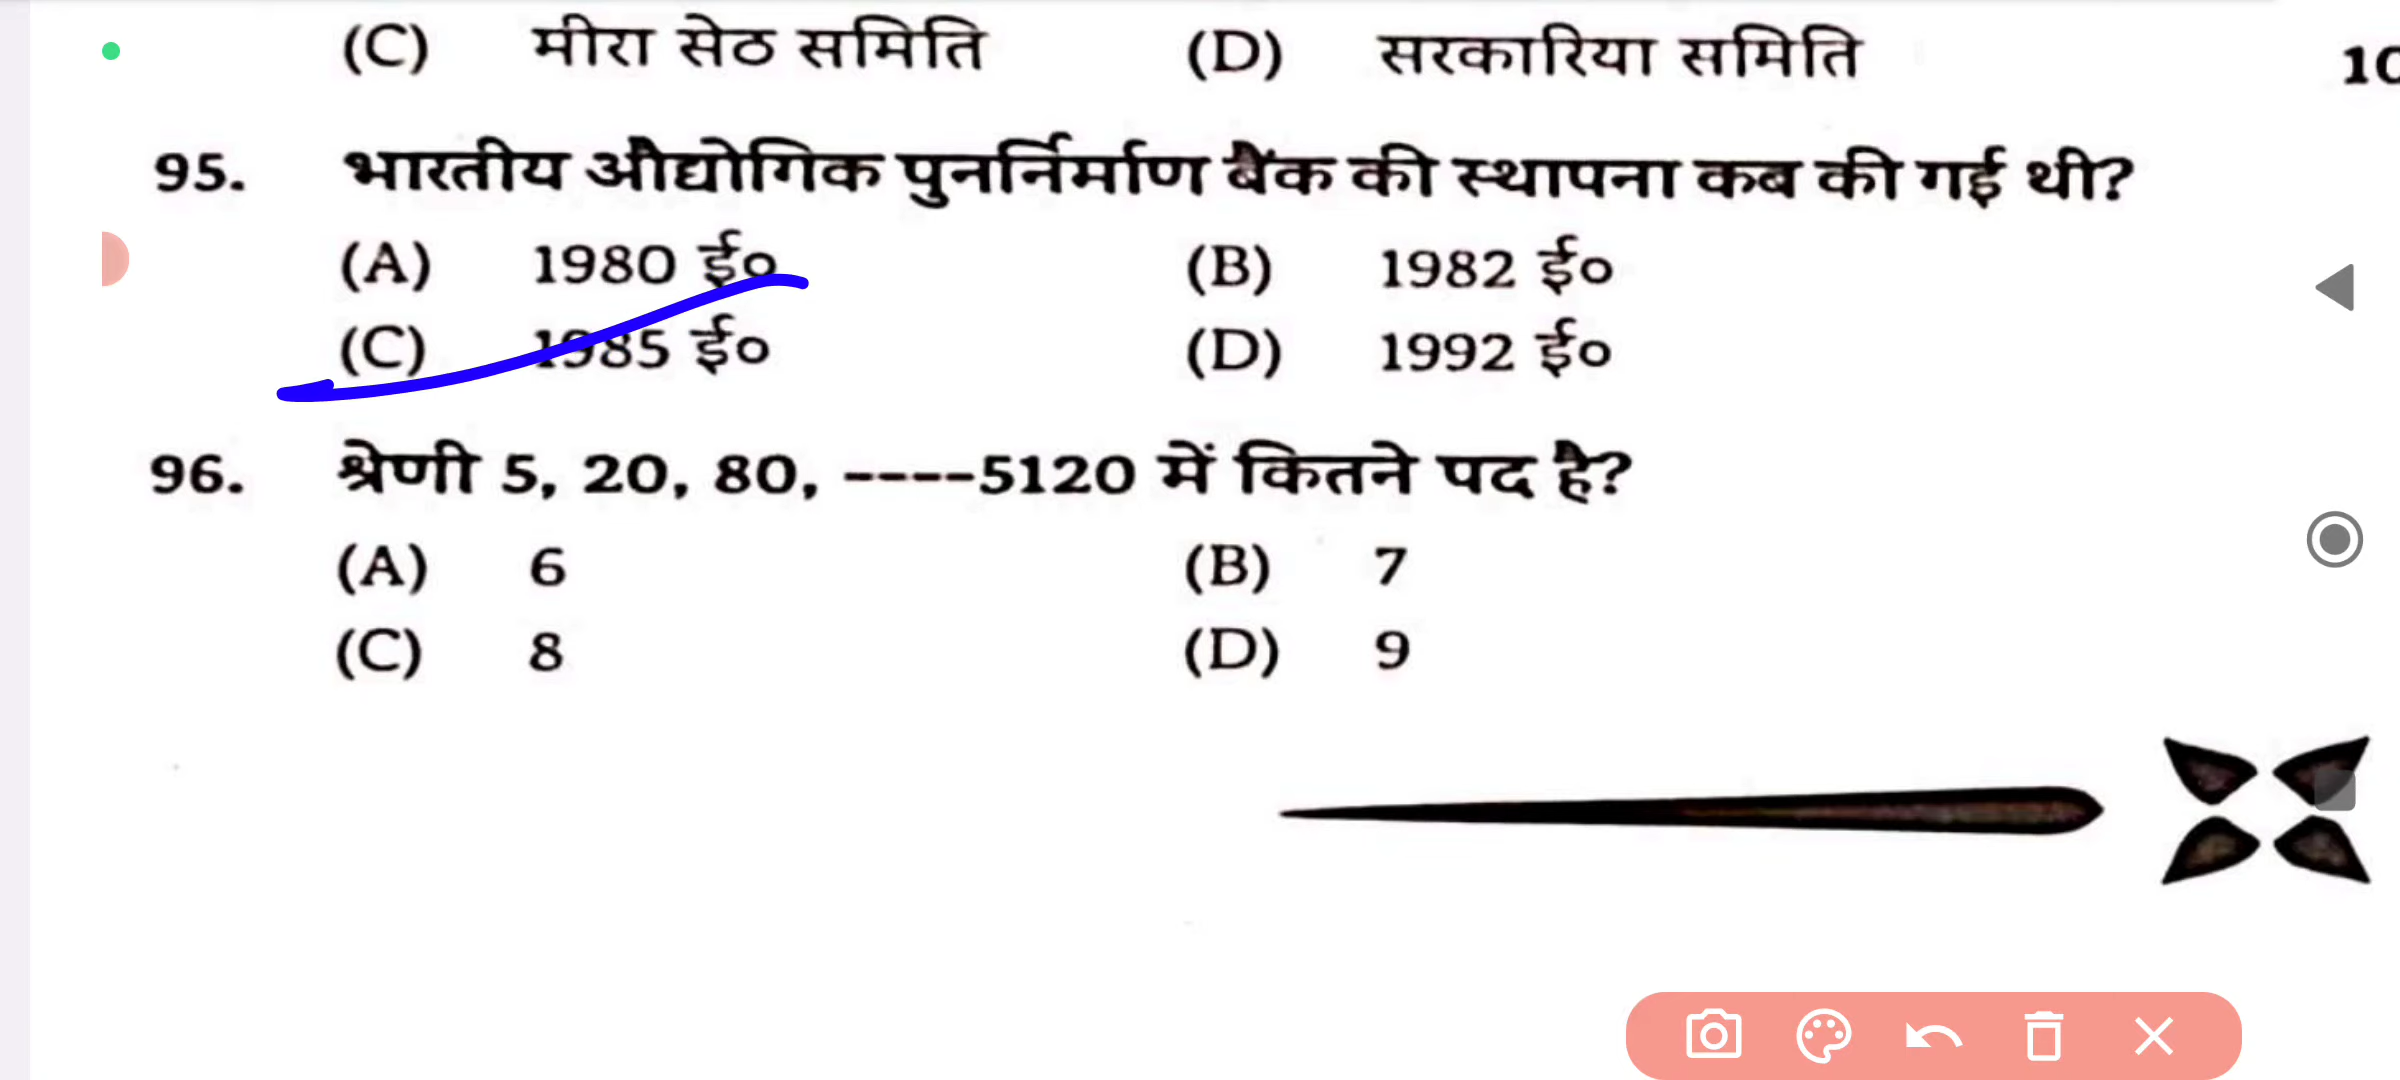 (C) मीरा सेठ समिति (D) सरकारिया समिति
95. भारतीय औद्योगिक पुनर्निर्माण बैंक की स्थापना कब की गई थी?
(A) 1980 ई० (B) 1982 ई०
(C) 1985 ई० (D) 1992 ई०
96. श्रेणी 5, 20, 80, ----5120 में कितने पद है?
(A) 6 (B) 7
(C) 8 (D) 9